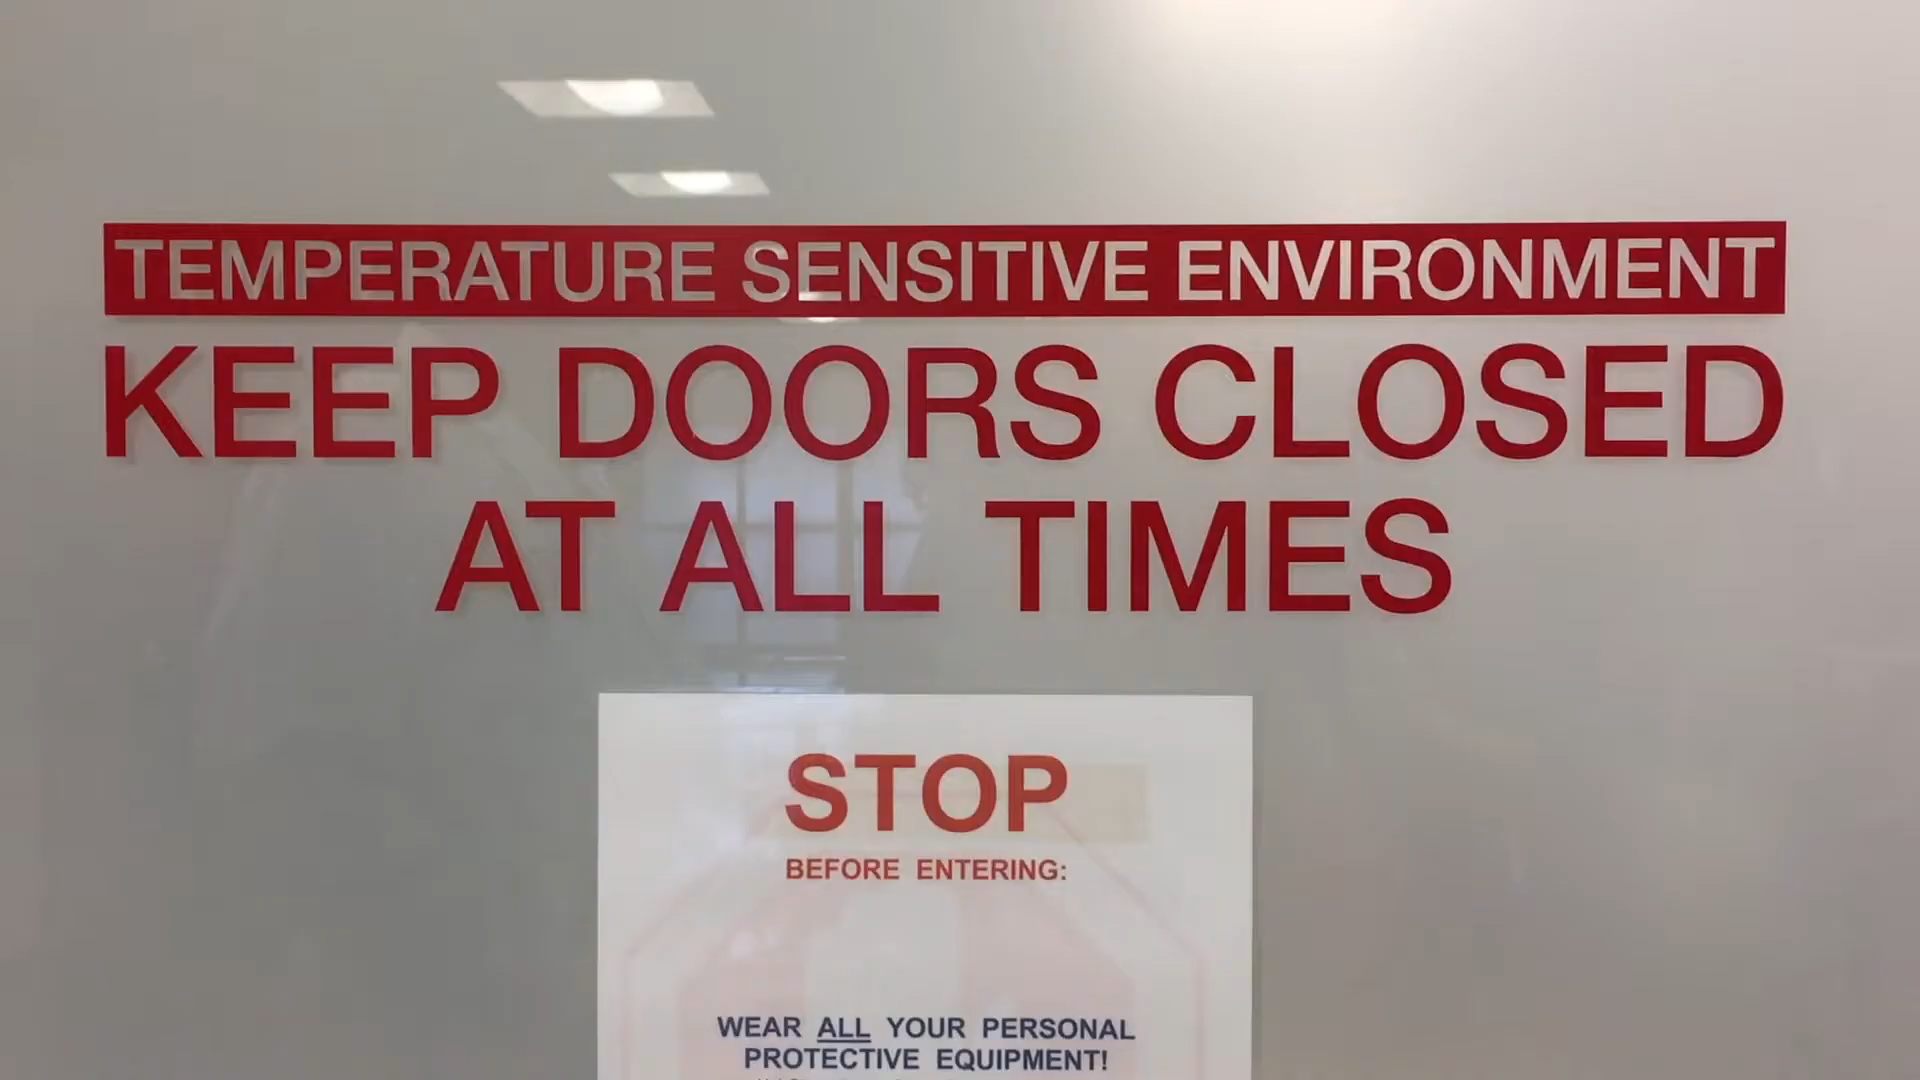 TEMPERATURE SENSITIVE ENVIRONMENT
KEEP DOORS CLOSED
AT ALL TIMES
STOP
BEFORE ENTERING:
WEAR ALL YOUR PERSONAL
PROTECTIVE EQUIPMENT!